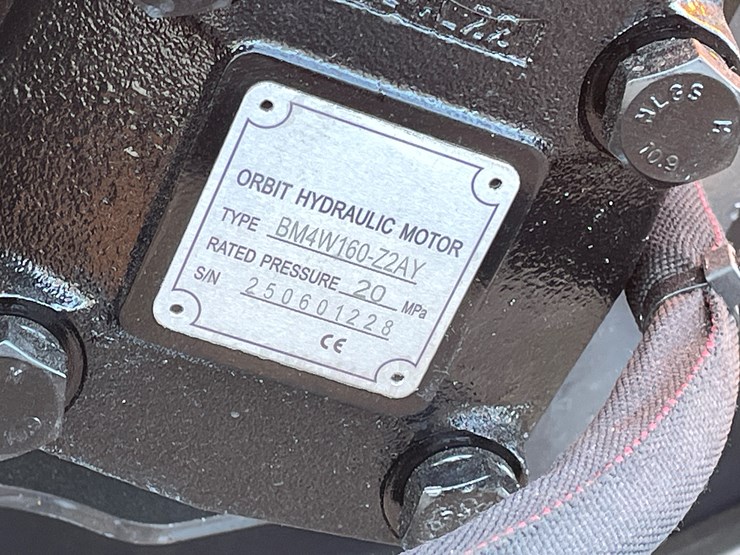 ORBIT HYDRAULIC MOTOR
TYPE BM4W160-Z2AY
RATED PRESSURE 20 MPa
S/N 250601228
CE
10.9